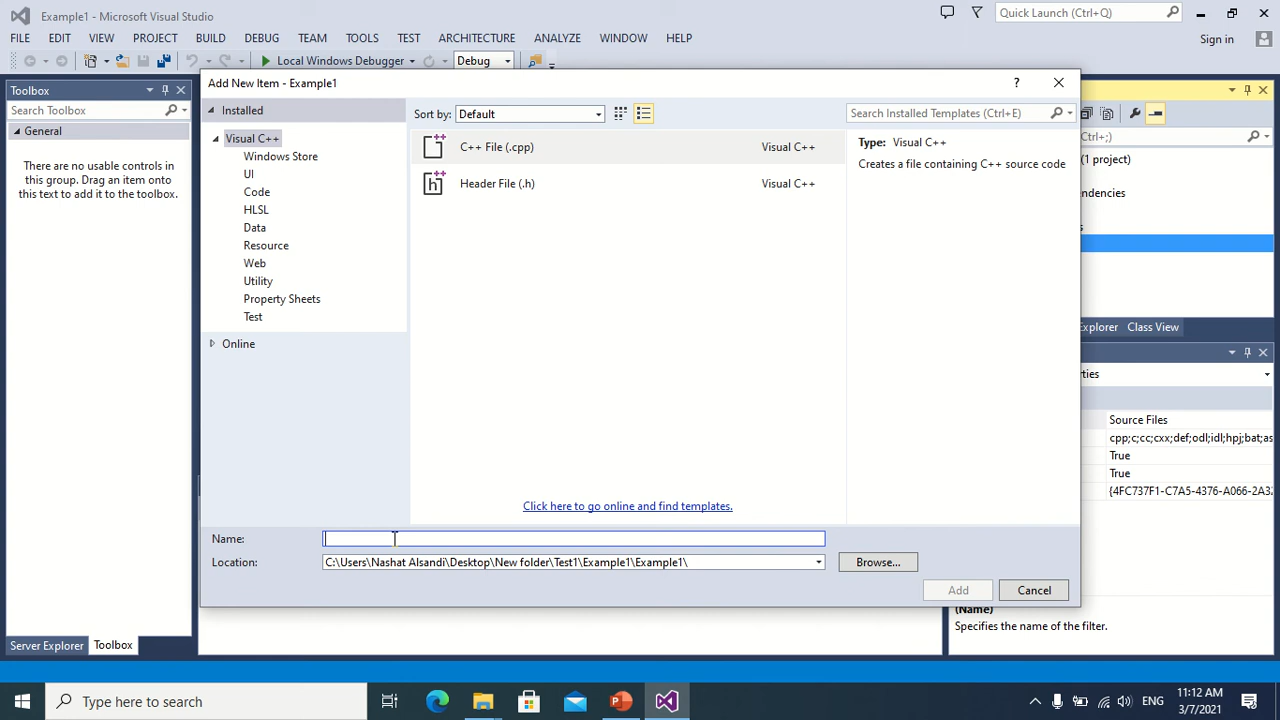 Example1 - Microsoft Visual Studio
Quick Launch (Ctrl+Q)
FILE EDIT VIEW PROJECT BUILD DEBUG TEAM TOOLS TEST ARCHITECTURE ANALYZE WINDOW HELP
Sign in
Local Windows Debugger Debug
Toolbox
Search Toolbox
General
There are no usable controls in this group. Drag an item onto this text to add it to the toolbox.
Server Explorer Toolbox
Add New Item - Example1
Installed
Visual C++
Windows Store
UI
Code
HLSL
Data
Resource
Web
Utility
Property Sheets
Test
Online
Sort by: Default
Search Installed Templates (Ctrl+E)
C++ File (.cpp) Visual C++
Header File (.h) Visual C++
Type: Visual C++
Creates a file containing C++ source code
Click here to go online and find templates.
Name:
Location: C:\Users\Nashat Alsandi\Desktop\New folder\Test1\Example1\Example1\
Browse...
Add Cancel
+;)
(1 project)
Explorer Class View
Source Files
cpp;c;cc;cxx;def;odl;idl;hpj;bat;as
True
True
{4FC737F1-C7A5-4376-A066-2A32
(Name)
Specifies the name of the filter.
Type here to search
ENG
11:12 AM
3/7/2021